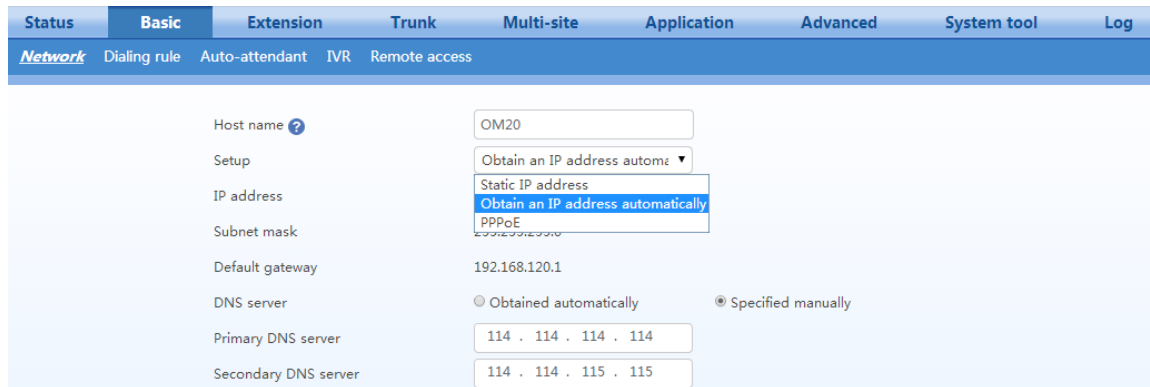 Status Basic Extension Trunk Multi-site Application Advanced System tool Log
Network Dialing rule Auto-attendant IVR Remote access
Host name ? OM20
Setup Obtain an IP address automa
Static IP address
IP address
Obtain an IP address automatically
PPPoE
Subnet mask
Default gateway 192.168.120.1
DNS server Obtained automatically Specified manually
Primary DNS server 114 . 114 . 114 . 114
Secondary DNS server 114 . 114 . 115 . 115